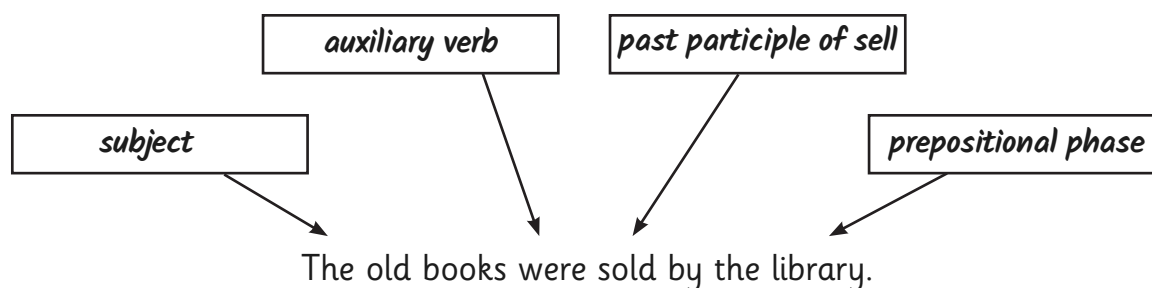 auxiliary verb
past participle of sell
subject
prepositional phase
The old books were sold by the library.